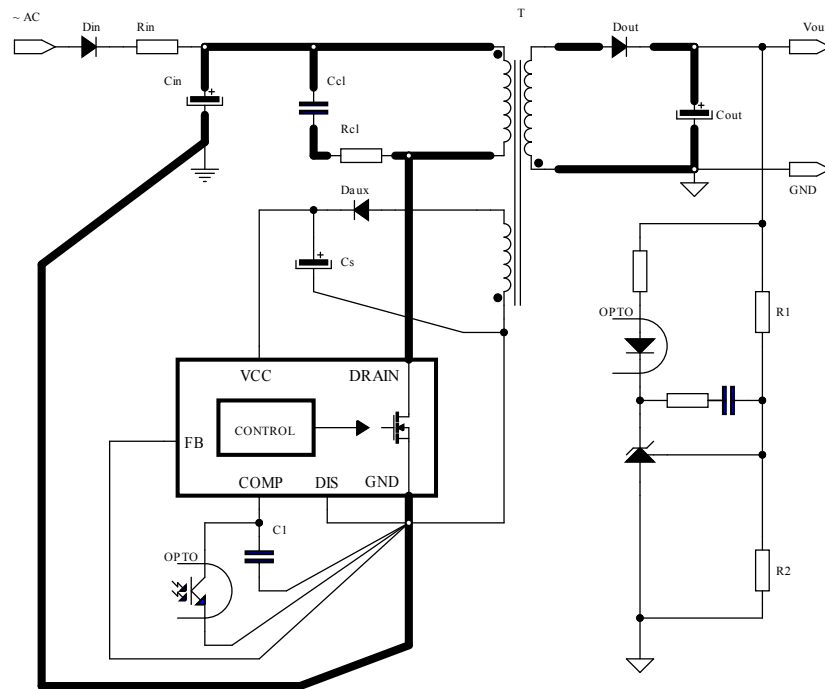 ~ AC
Din
Rin
T
Dout
Vou
Cin
+
Ccl
Rcl
+
Cout
GND
Daux
+
Cs
OPTO
R1
VCC
DRAIN
CONTROL
FB
COMP
DIS
GND
C1
OPTO
R2